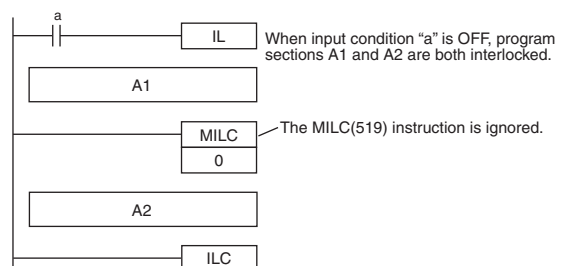 a
IL
When input condition “a” is OFF, program
sections A1 and A2 are both interlocked.
A1
MILC
The MILC(519) instruction is ignored.
0
A2
ILC